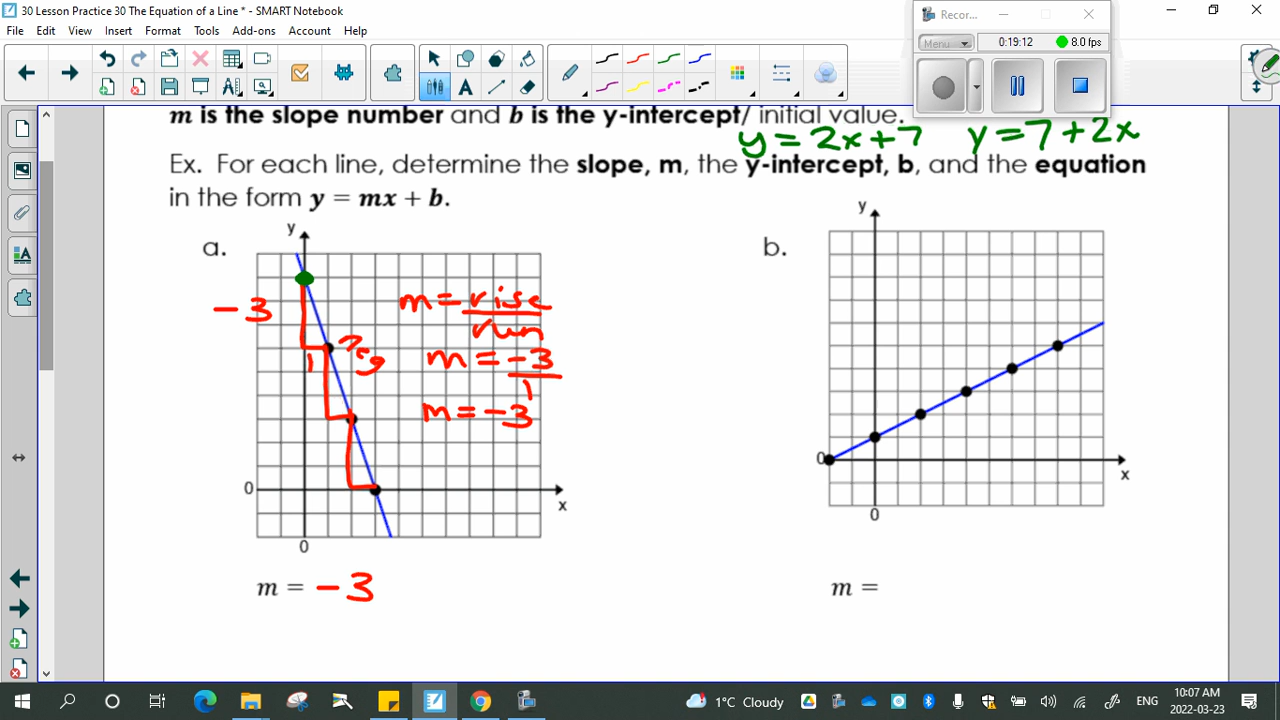 30 Lesson Practice 30 The Equation of a Line * - SMART Notebook
Recor...
File Edit View Insert Format Tools Add-ons Account Help
Menu
0:19:12
8.0 fps
m is the slope number and b is the y-intercept/ initial value.
y = 2x+7 y = 7+2x
Ex. For each line, determine the slope, m, the y-intercept, b, and the equation
in the form y = mx + b.
a.
y
-3
1
m = rise
run
m = -3
1
m = -3
0
x
0
m = -3
b.
y
0
x
0
m =
1°C Cloudy
ENG
10:07 AM
2022-03-23